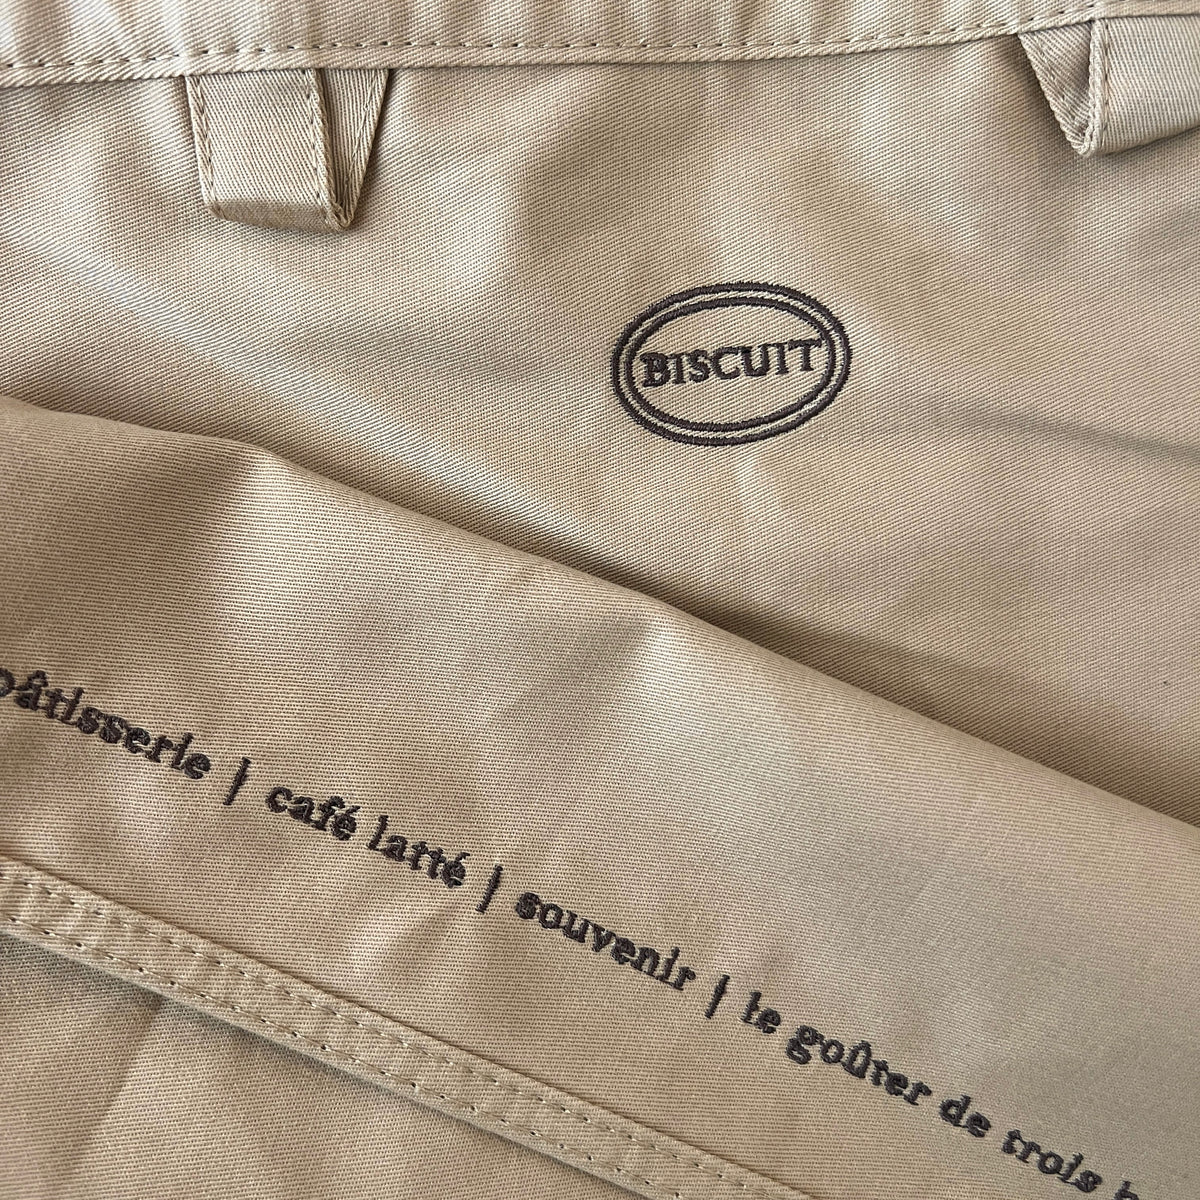 BISCUIT
pâtisserie | café latté | souvenir | le goûter de trois